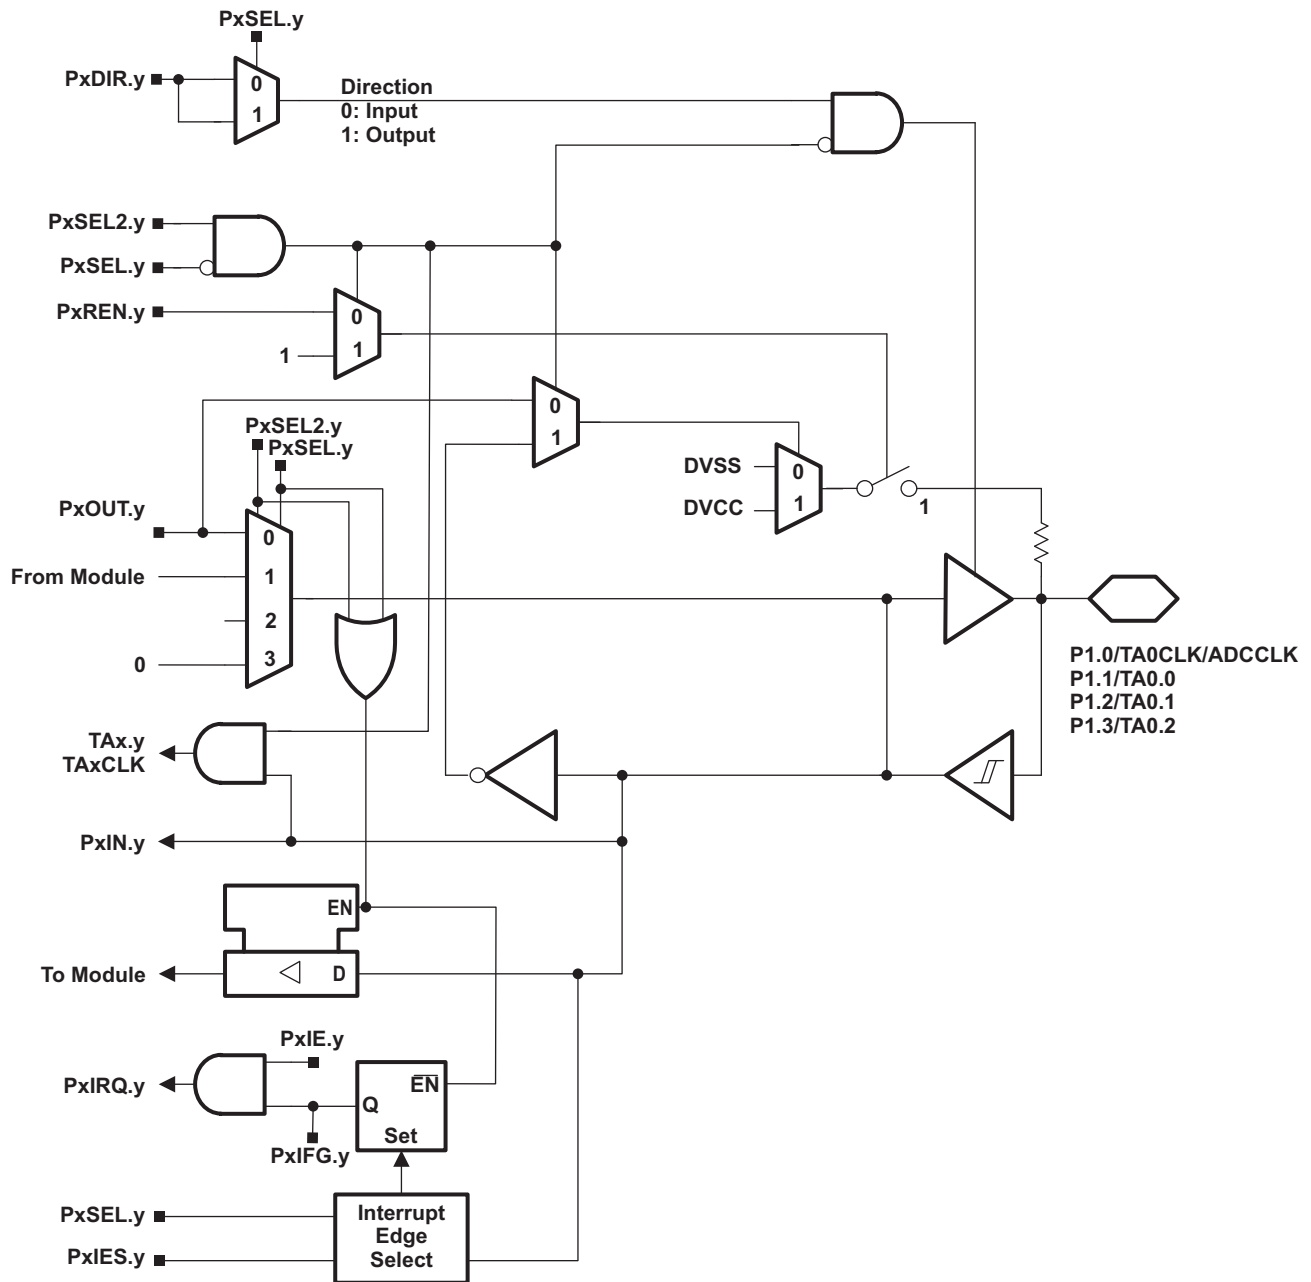 PxSEL.y
PxDIR.y
0
1
Direction
0: Input
1: Output
PxSEL2.y
PxSEL.y
PxREN.y
0
1
1
0
1
PxSEL2.y
PxSEL.y
DVSS
DVCC
0
1
1
PxOUT.y
From Module
0
0
1
2
3
P1.0/TA0CLK/ADCCLK
P1.1/TA0.0
P1.2/TA0.1
P1.3/TA0.2
TAx.y
TAxCLK
PxIN.y
EN
D
To Module
PxIE.y
PxIRQ.y
EN
Q
Set
PxIFG.y
PxSEL.y
PxIES.y
Interrupt
Edge
Select